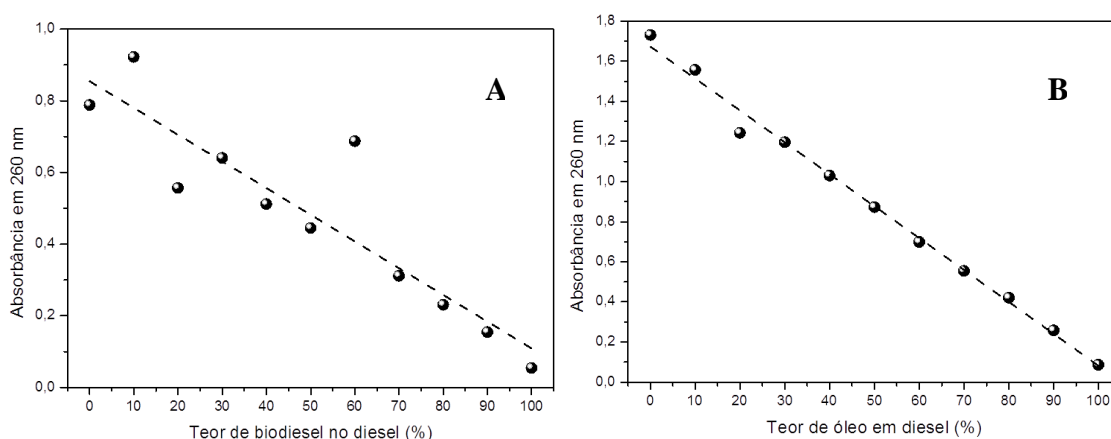 1,0
0,8
0,6
0,4
0,2
0,0
Absorbância em 260 nm
A
0 10 20 30 40 50 60 70 80 90 100
Teor de biodiesel no diesel (%)
1,8
1,6
1,4
1,2
1,0
0,8
0,6
0,4
0,2
0,0
Absorbância em 260 nm
B
0 10 20 30 40 50 60 70 80 90 100
Teor de óleo em diesel (%)